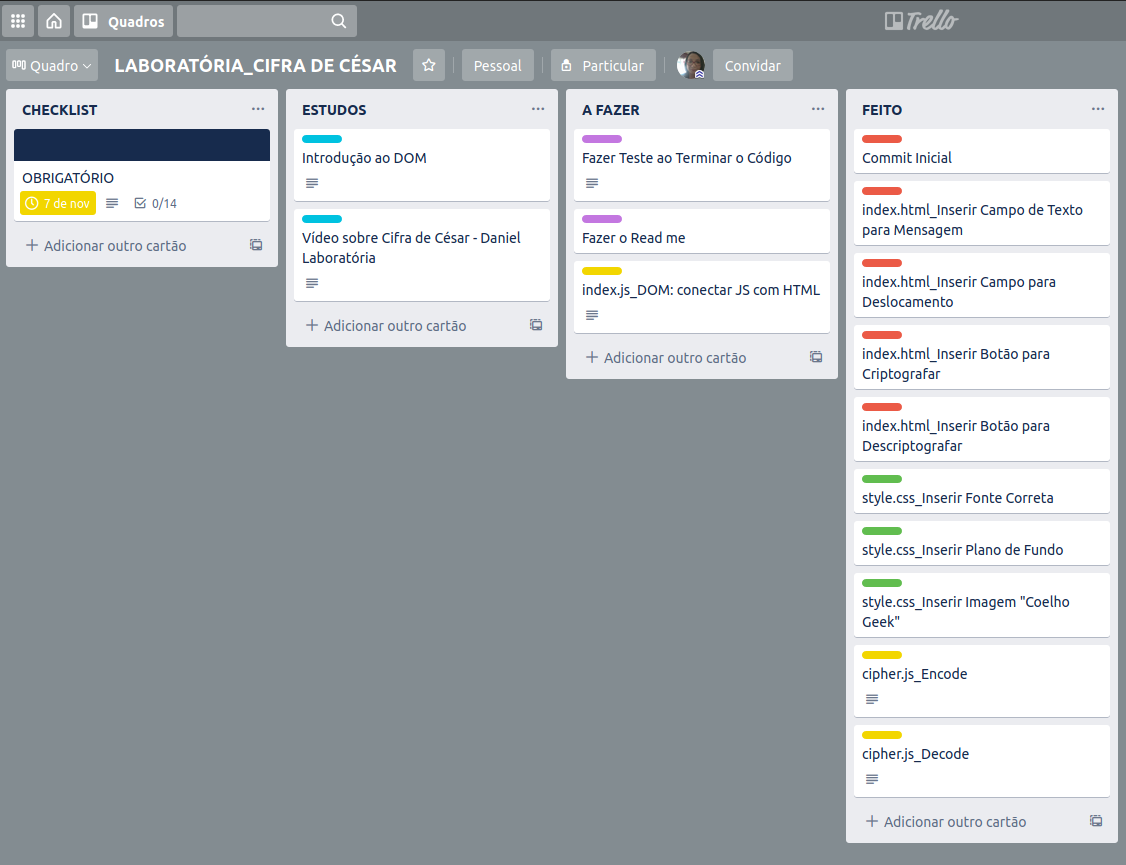 Quadros
Trello
Quadro
LABORATÓRIA_CIFRA DE CÉSAR
Pessoal
Particular
Convidar
CHECKLIST
OBRIGATÓRIO
7 de nov
0/14
+ Adicionar outro cartão
ESTUDOS
Introdução ao DOM
Vídeo sobre Cifra de César - Daniel
Laboratória
+ Adicionar outro cartão
A FAZER
Fazer Teste ao Terminar o Código
Fazer o Read me
index.js_DOM: conectar JS com HTML
+ Adicionar outro cartão
FEITO
Commit Inicial
index.html_Inserir Campo de Texto
para Mensagem
index.html_Inserir Campo para
Deslocamento
index.html_Inserir Botão para
Criptografar
index.html_Inserir Botão para
Descriptografar
style.css_Inserir Fonte Correta
style.css_Inserir Plano de Fundo
style.css_Inserir Imagem "Coelho
Geek"
cipher.js_Encode
cipher.js_Decode
+ Adicionar outro cartão